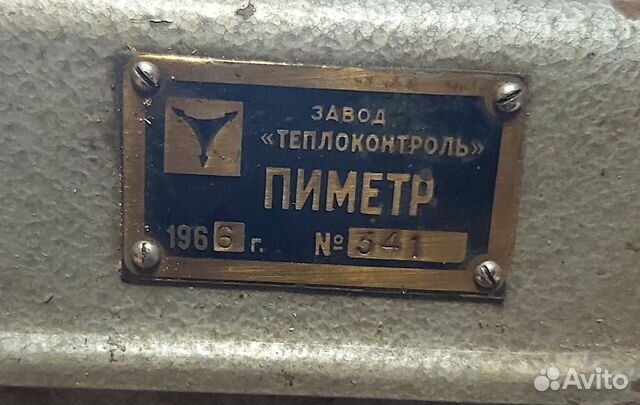 ЗАВОД
«ТЕПЛОКОНТРОЛЬ»
ПИМЕТР
1966 г. № 341
Avito